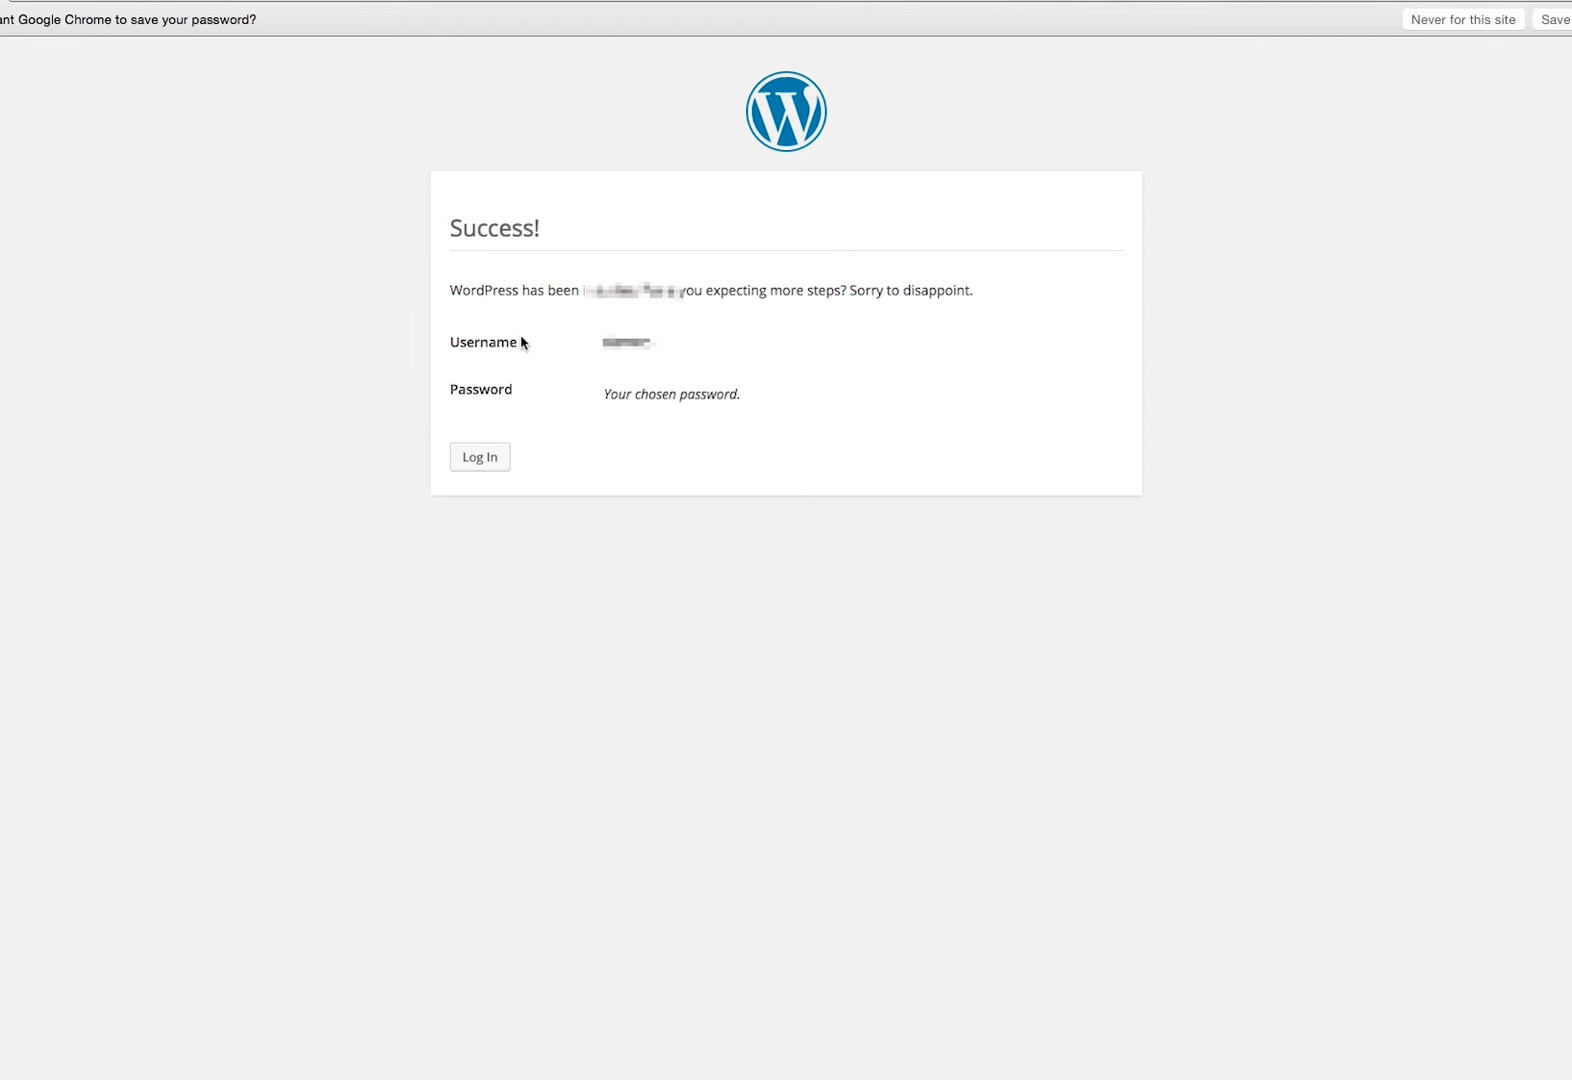 ant Google Chrome to save your password?
Never for this site
Save
Success!
WordPress has been you expecting more steps? Sorry to disappoint.
Username
Password
Your chosen password.
Log In